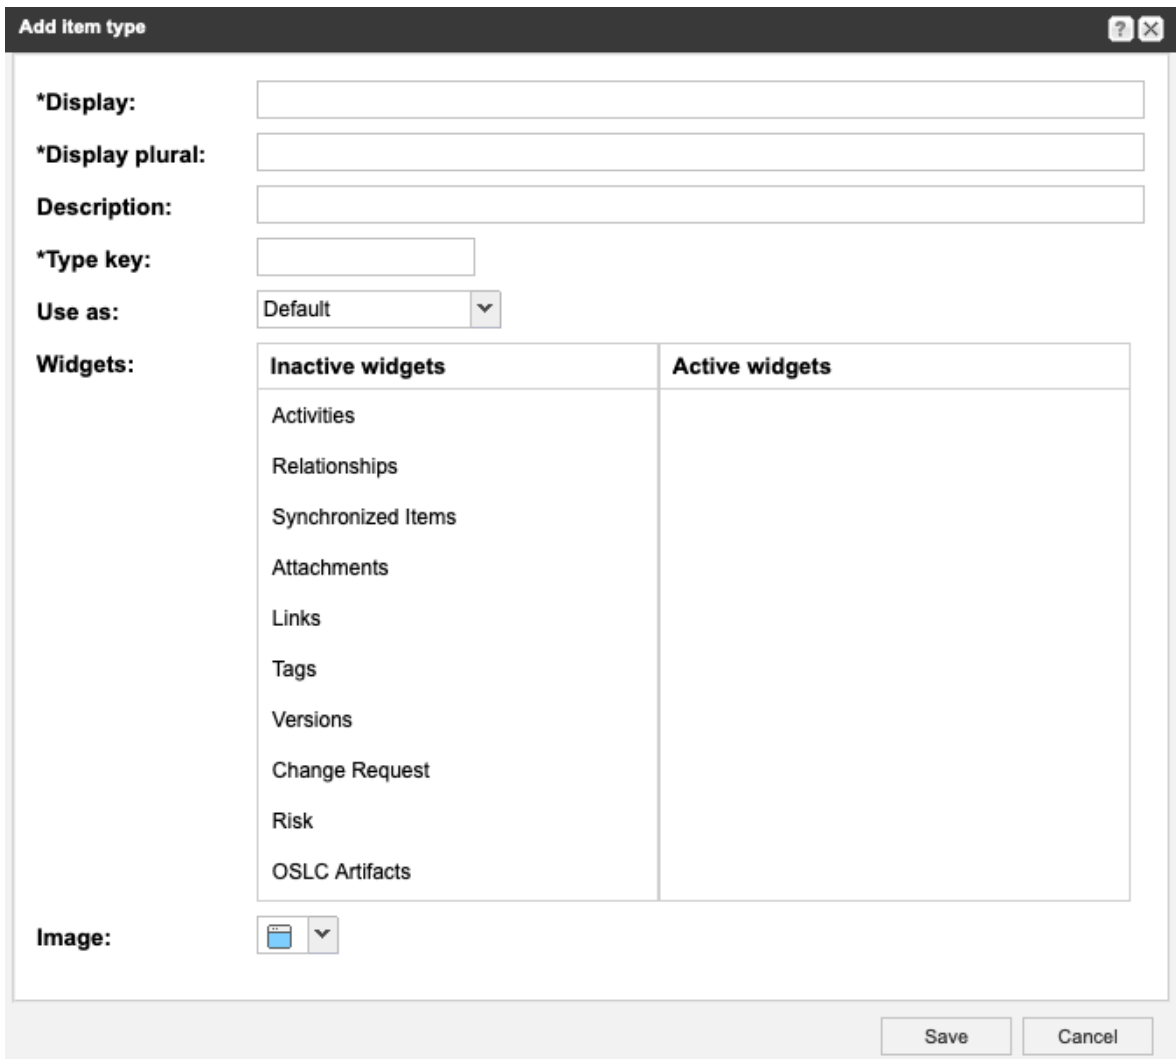 Add item type
?
*Display:
*Display plural:
Description:
*Type key:
Use as: Default
Widgets: Inactive widgets Active widgets
Activities
Relationships
Synchronized Items
Attachments
Links
Tags
Versions
Change Request
Risk
OSLC Artifacts
Image:
Save Cancel